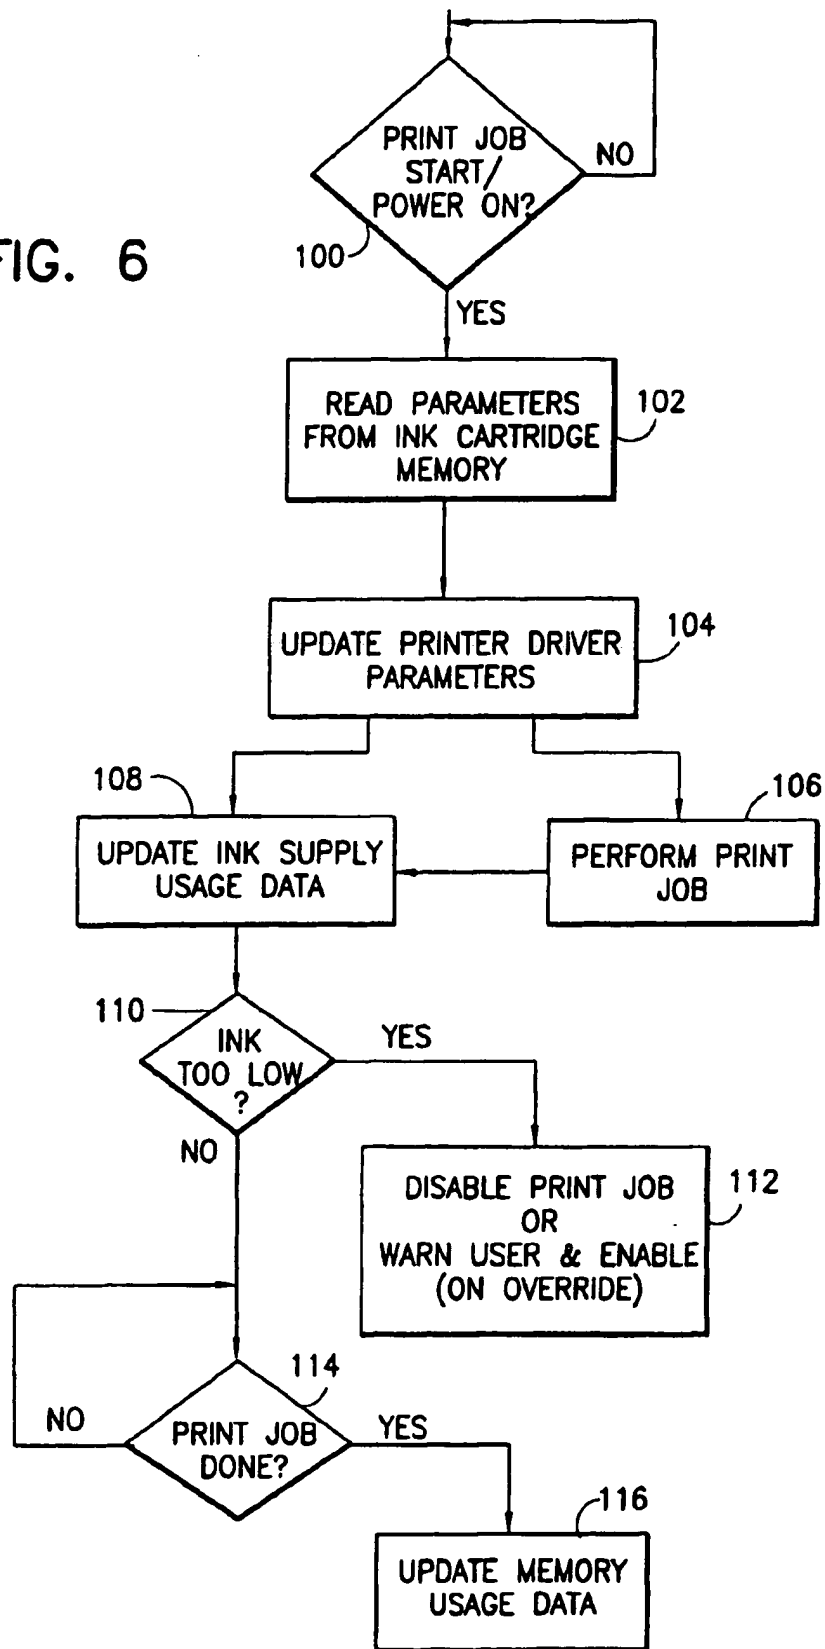 PRINT JOB
START/
POWER ON?
NO
100
FIG. 6
YES
READ PARAMETERS
FROM INK CARTRIDGE
MEMORY
102
UPDATE PRINTER DRIVER
PARAMETERS
104
108
UPDATE INK SUPPLY
USAGE DATA
106
PERFORM PRINT
JOB
110
INK
TOO LOW
?
YES
NO
DISABLE PRINT JOB
OR
WARN USER & ENABLE
(ON OVERRIDE)
112
114
PRINT JOB
DONE?
NO
YES
116
UPDATE MEMORY
USAGE DATA